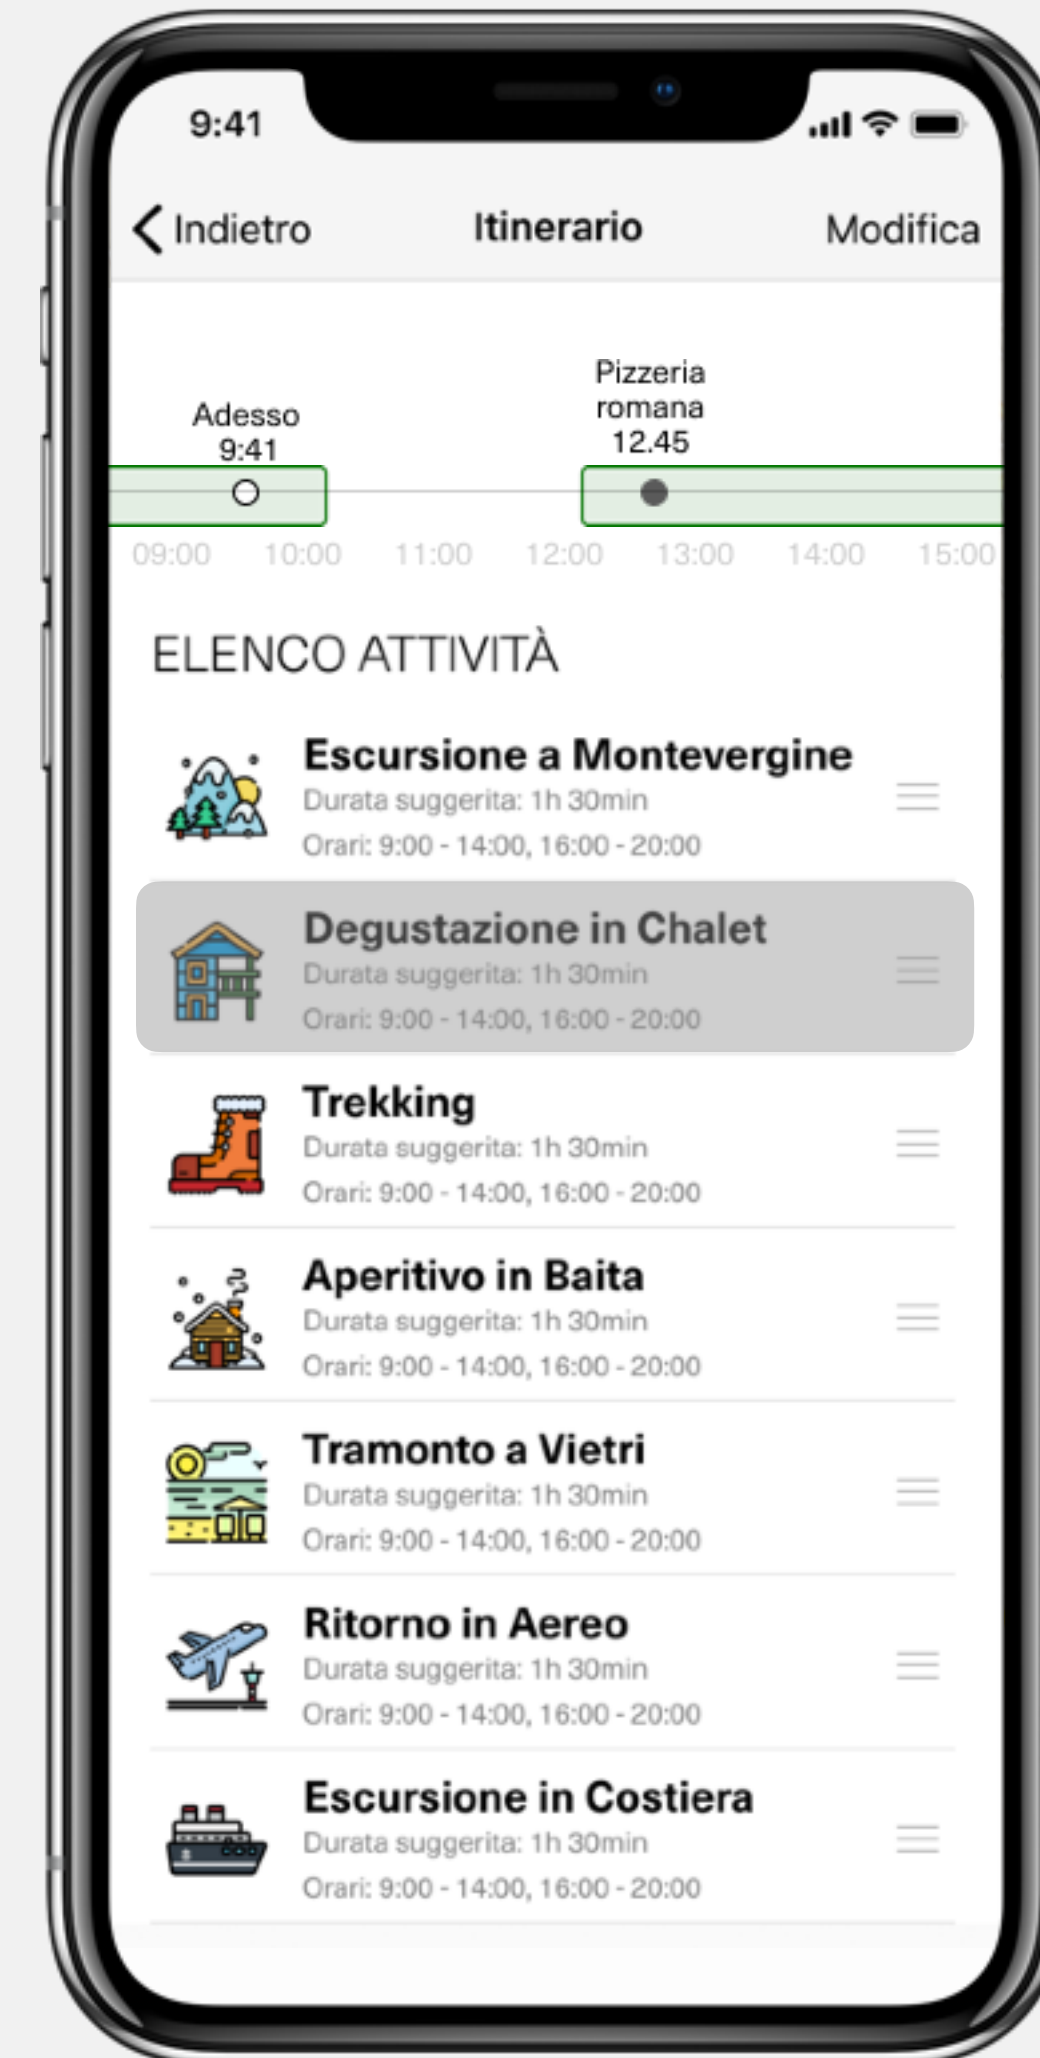 9:41
Indietro
Itinerario
Modifica
Adesso
9:41
Pizzeria
romana
12.45
09:00 10:00 11:00 12:00 13:00 14:00 15:00
ELENCO ATTIVITÀ
Escursione a Montevergine
Durata suggerita: 1h 30min
Orari: 9:00 - 14:00, 16:00 - 20:00
Degustazione in Chalet
Durata suggerita: 1h 30min
Orari: 9:00 - 14:00, 16:00 - 20:00
Trekking
Durata suggerita: 1h 30min
Orari: 9:00 - 14:00, 16:00 - 20:00
Aperitivo in Baita
Durata suggerita: 1h 30min
Orari: 9:00 - 14:00, 16:00 - 20:00
Tramonto a Vietri
Durata suggerita: 1h 30min
Orari: 9:00 - 14:00, 16:00 - 20:00
Ritorno in Aereo
Durata suggerita: 1h 30min
Orari: 9:00 - 14:00, 16:00 - 20:00
Escursione in Costiera
Durata suggerita: 1h 30min
Orari: 9:00 - 14:00, 16:00 - 20:00